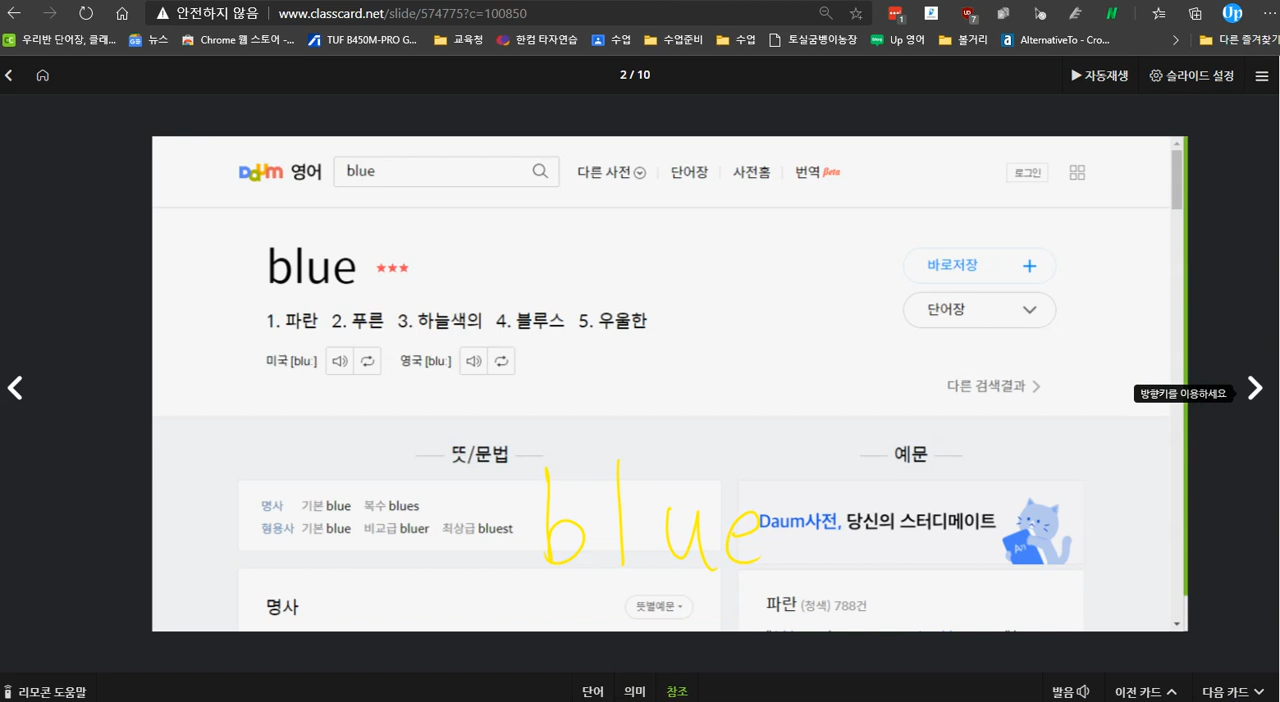 안전하지 않음 | www.classcard.net/slide/574775?c=100850
우리반 단어장, 클래... 뉴스 Chrome 웹 스토어 -... TUF B450M-PRO G... 교육청 한컴 타자연습 수업 수업준비 수업 토실굼벵이농장 Up 영어 볼거리 AlternativeTo - Cro... 다른 즐겨찾기
2 / 10 자동재생 슬라이드 설정
Daum 영어 blue 다른 사전 단어장 사전홈 번역 Beta 로그인
blue ★★★ 바로저장 +
1. 파란 2. 푸른 3. 하늘색의 4. 블루스 5. 우울한 단어장
미국 [bluː] 영국 [bluː]
다른 검색결과
방향키를 이용하세요
뜻/문법 예문
명사 기본 blue 복수 blues
형용사 기본 blue 비교급 bluer 최상급 bluest
blue
Daum사전, 당신의 스터디메이트
명사 뜻별예문
파란 (청색) 788건
리모콘 도움말 단어 의미 참조 발음 이전 카드 다음 카드